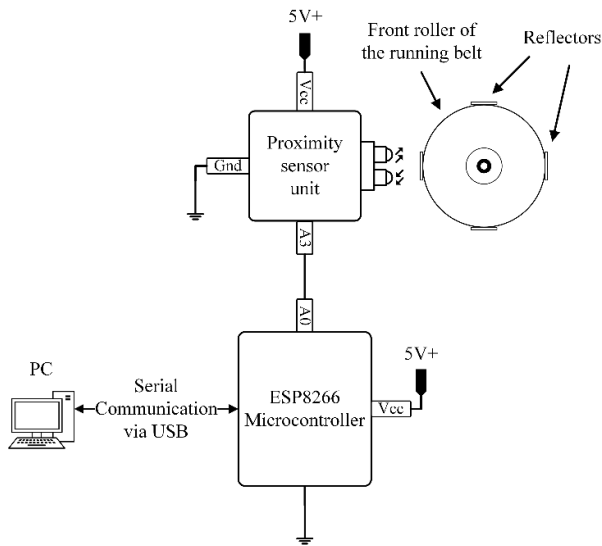 5V+
Front roller of
the running belt
Reflectors
Vcc
Proximity
sensor
unit
Gnd
A3
A0
PC
Serial
Communication
via USB
ESP8266
Microcontroller
5V+
Vcc